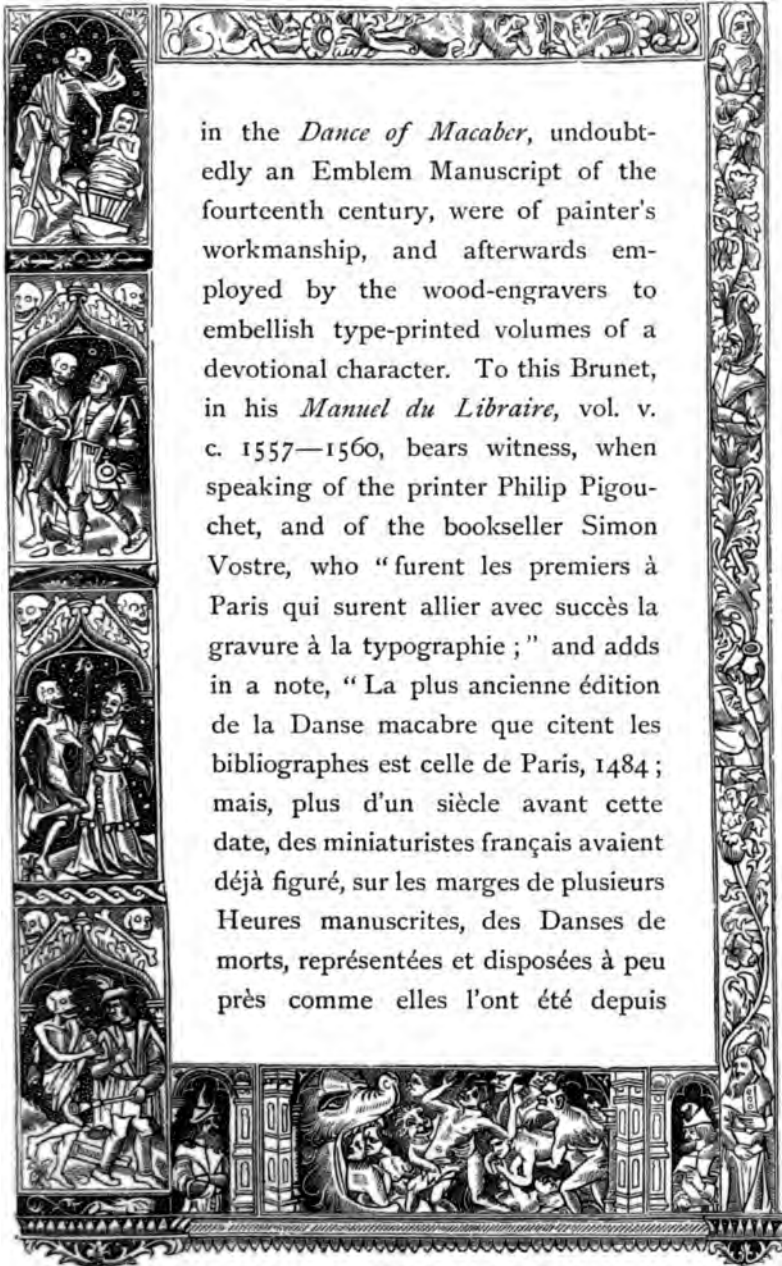 in the Dance of Macaber, undoubt-
edly an Emblem Manuscript of the
fourteenth century, were of painter's
workmanship, and afterwards em-
ployed by the wood-engravers to
embellish type-printed volumes of a
devotional character. To this Brunet,
in his Manuel du Libraire, vol. v.
c. 1557—1560, bears witness, when
speaking of the printer Philip Pigou-
chet, and of the bookseller Simon
Vostre, who “ furent les premiers à
Paris qui surent allier avec succès la
gravure à la typographie ; ” and adds
in a note, “ La plus ancienne édition
de la Danse macabre que citent les
bibliographes est celle de Paris, 1484 ;
mais, plus d'un siècle avant cette
date, des miniaturistes français avaient
déjà figuré, sur les marges de plusieurs
Heures manuscrites, des Danses de
morts, représentées et disposées à peu
près comme elles l'ont été depuis